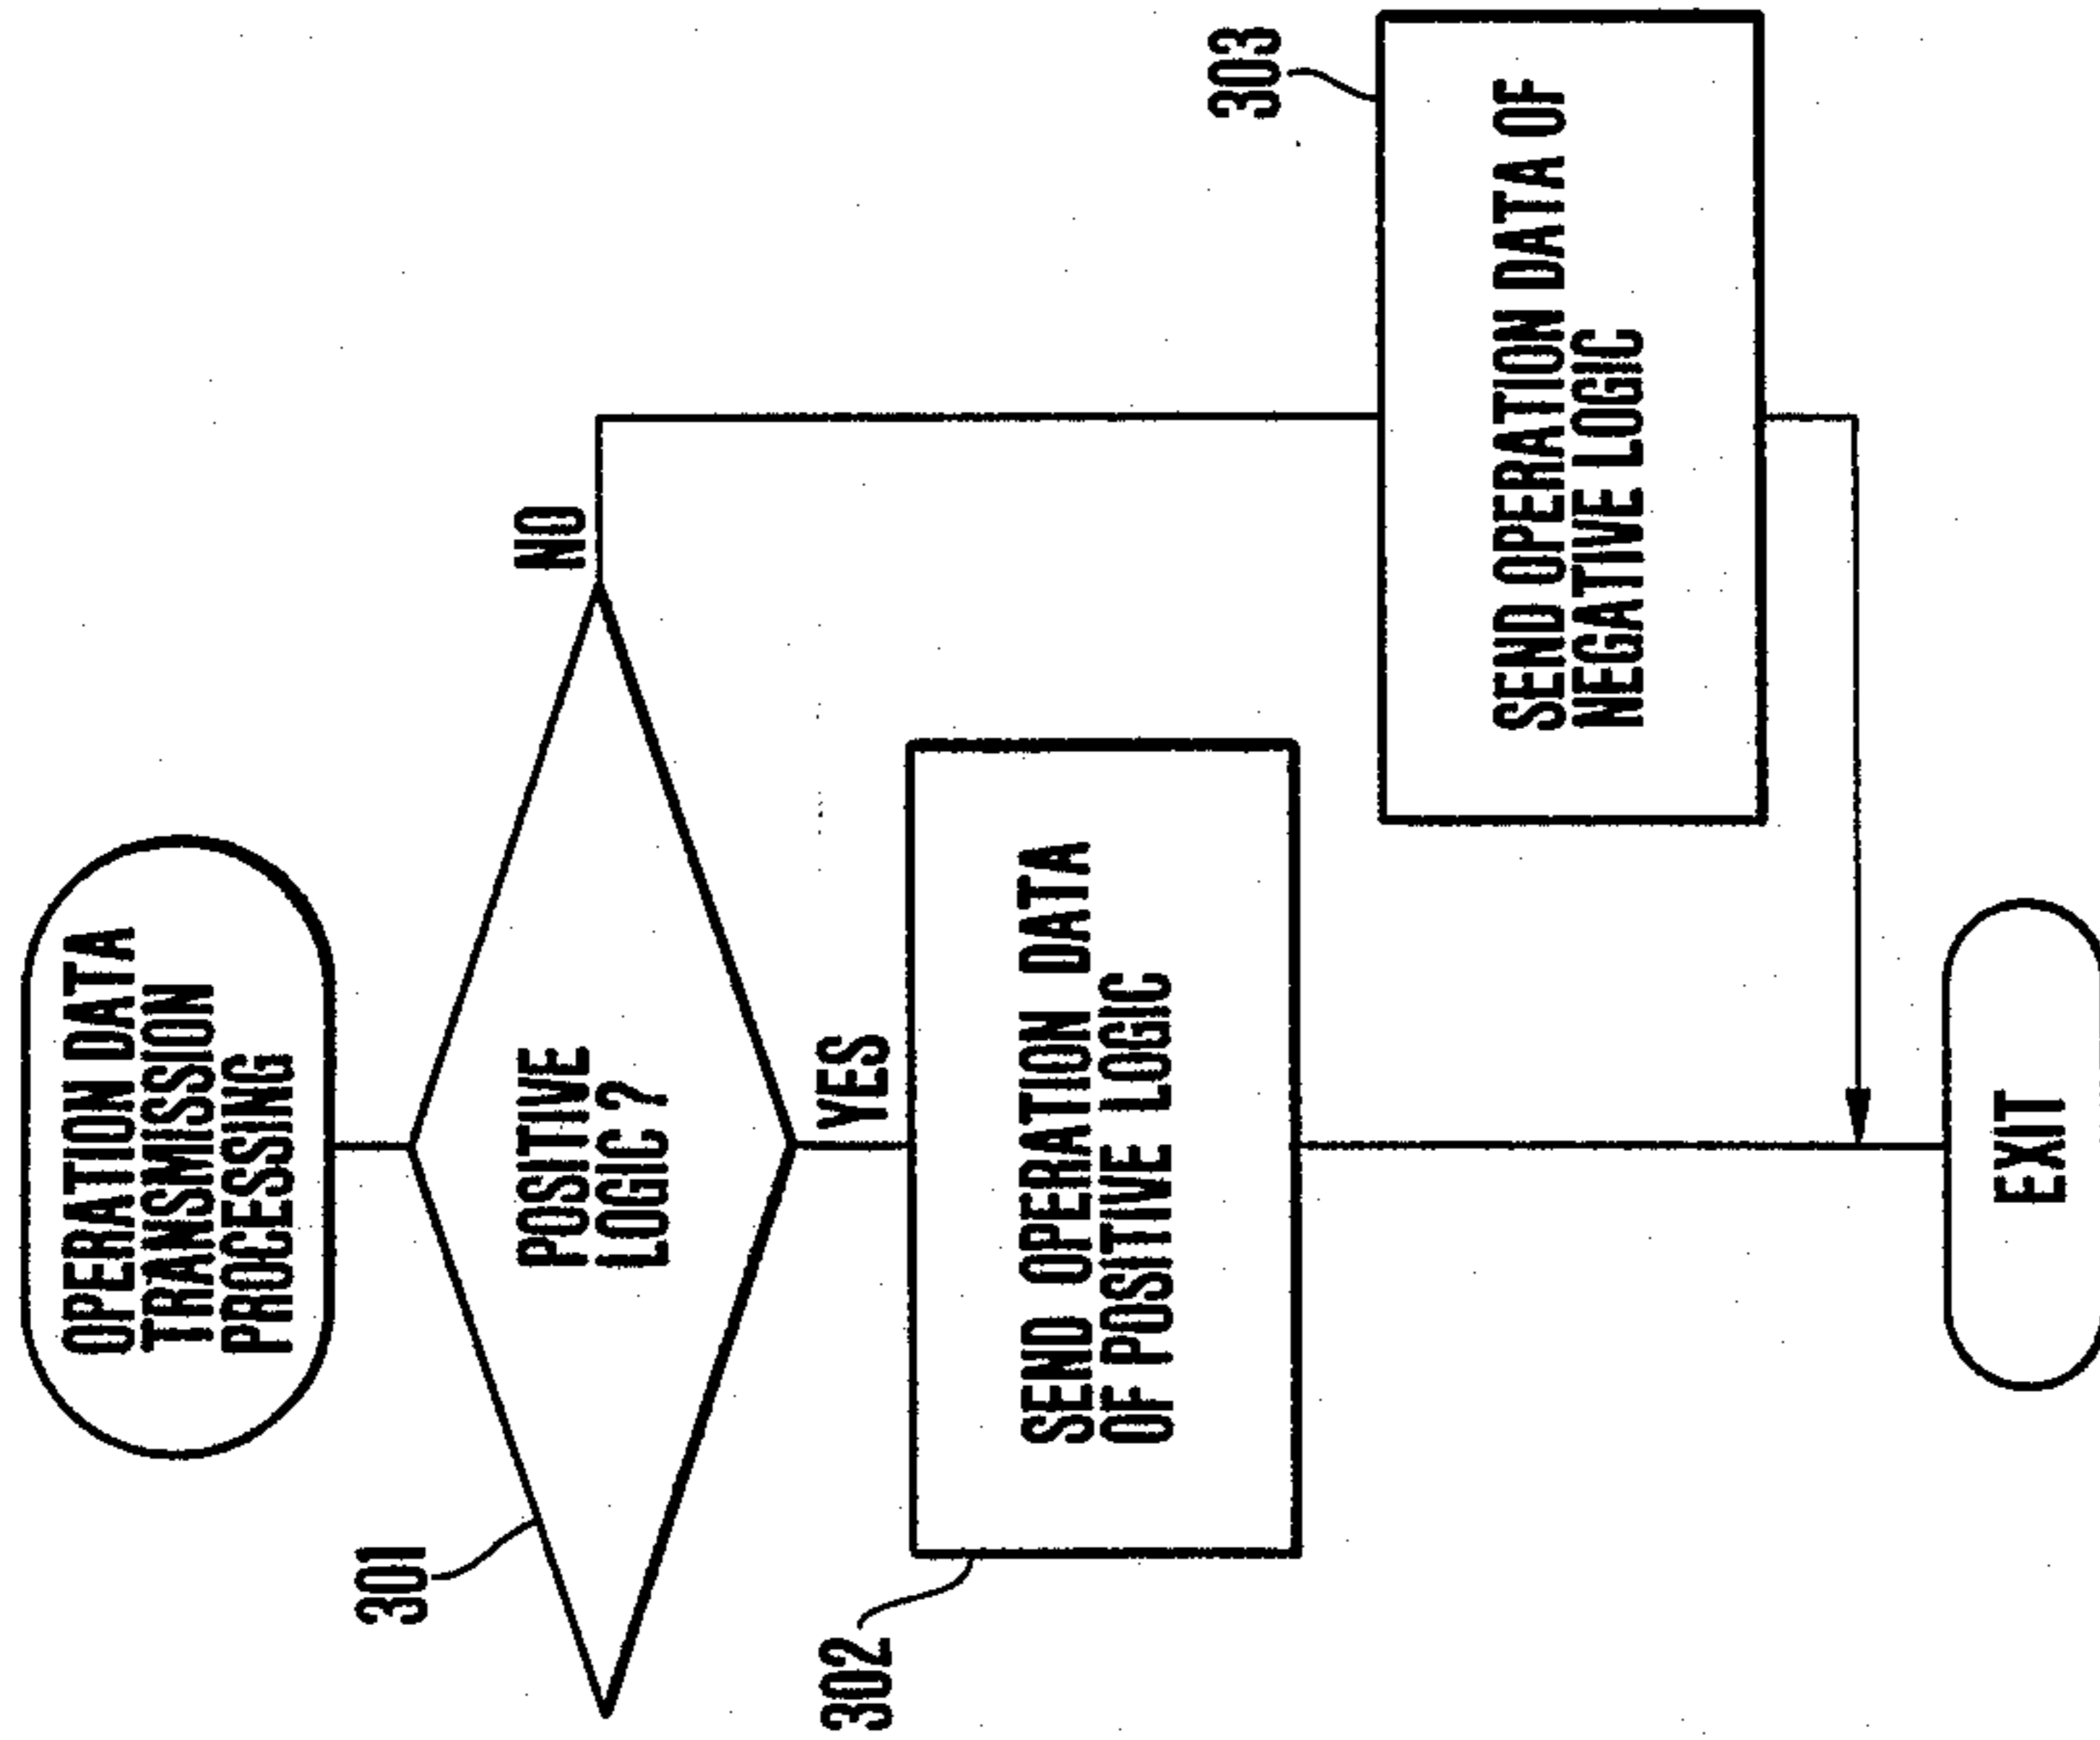 OPERATION DATA
TRANSMISSION
PROCESSING
301
POSITIVE
LOGIC ?
NO
YES
302
SEND OPERATION DATA
OF POSITIVE LOGIC
303
SEND OPERATION DATA OF
NEGATIVE LOGIC
EXIT